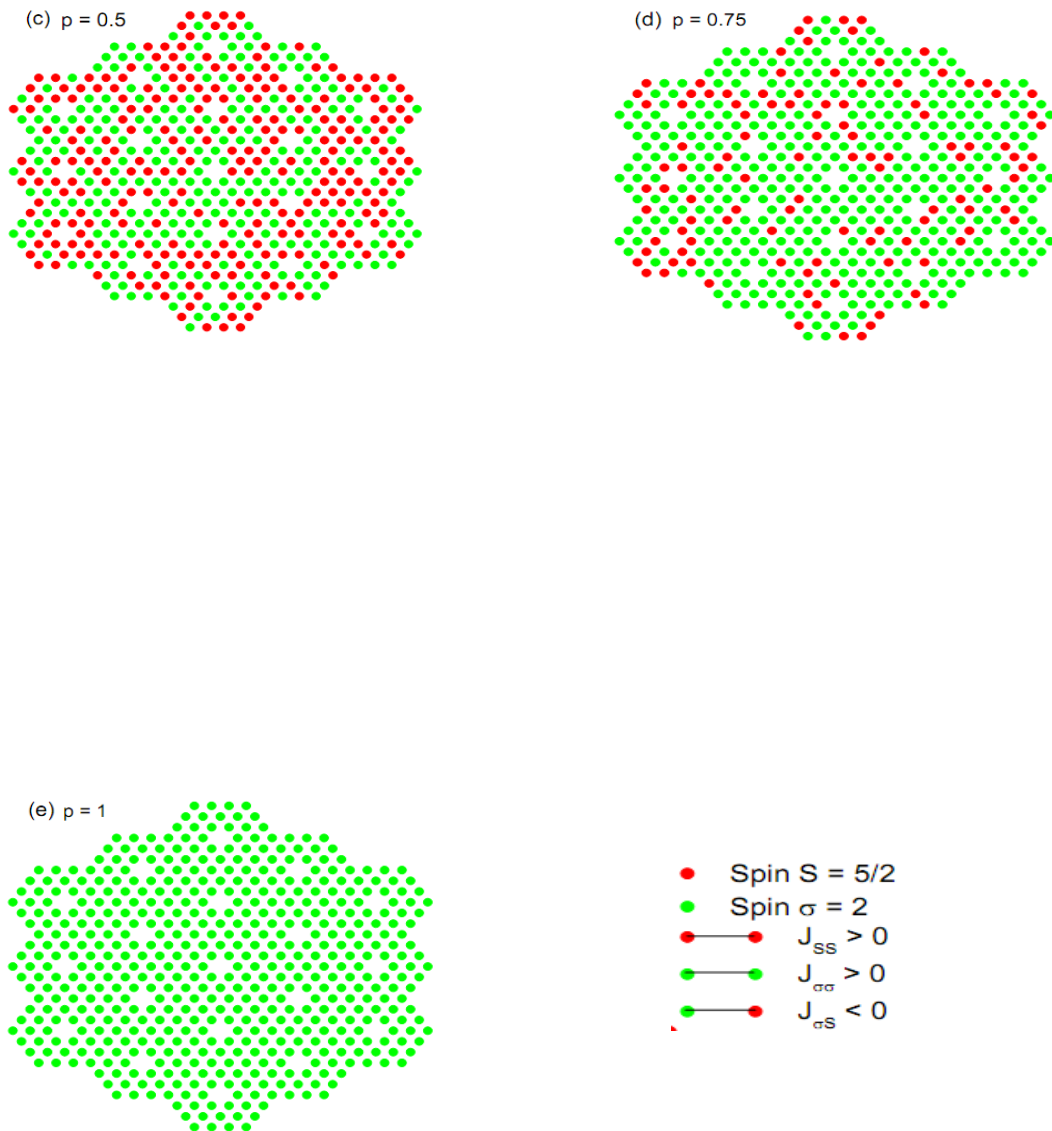 (c) p = 0.5
(d) p = 0.75
(e) p = 1
Spin S = 5/2
Spin σ = 2
J_SS > 0
J_σσ > 0
J_σS < 0